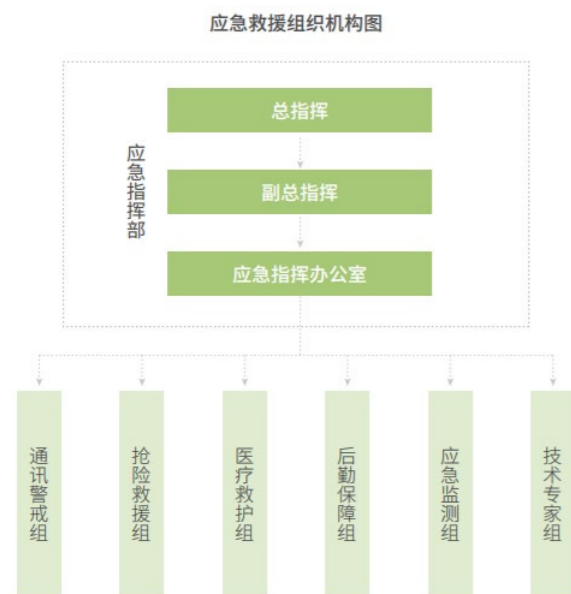 应急救援组织机构图
总指挥
应急指挥部
副总指挥
应急指挥办公室
通讯警戒组
抢险救援组
医疗救护组
后勤保障组
应急监测组
技术专家组